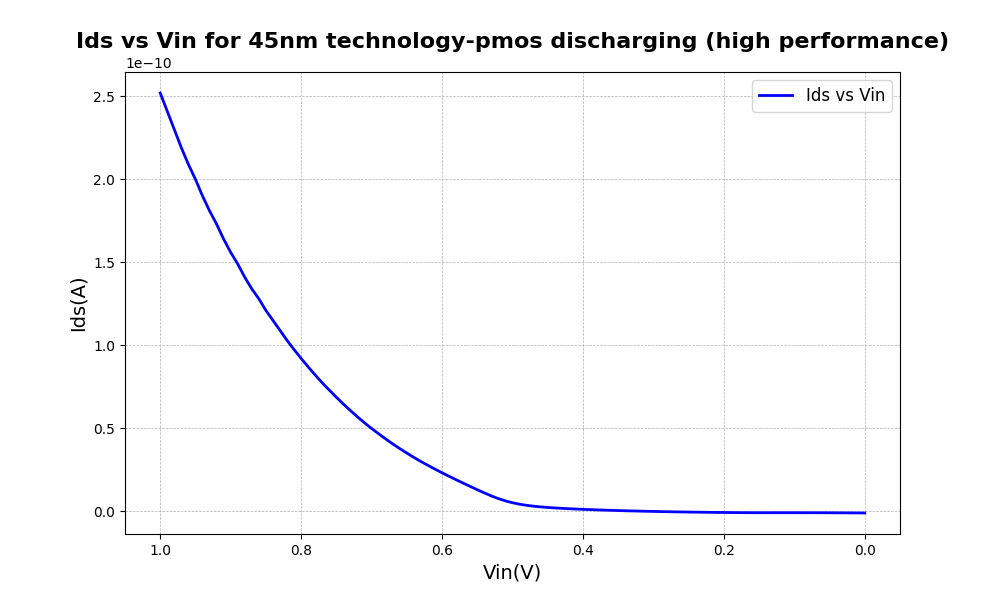 Ids vs Vin for 45nm technology-pmos discharging (high performance)
1e−10
Ids vs Vin
2.5
2.0
1.5
1.0
0.5
0.0
Ids(A)
1.0 0.8 0.6 0.4 0.2 0.0
Vin(V)